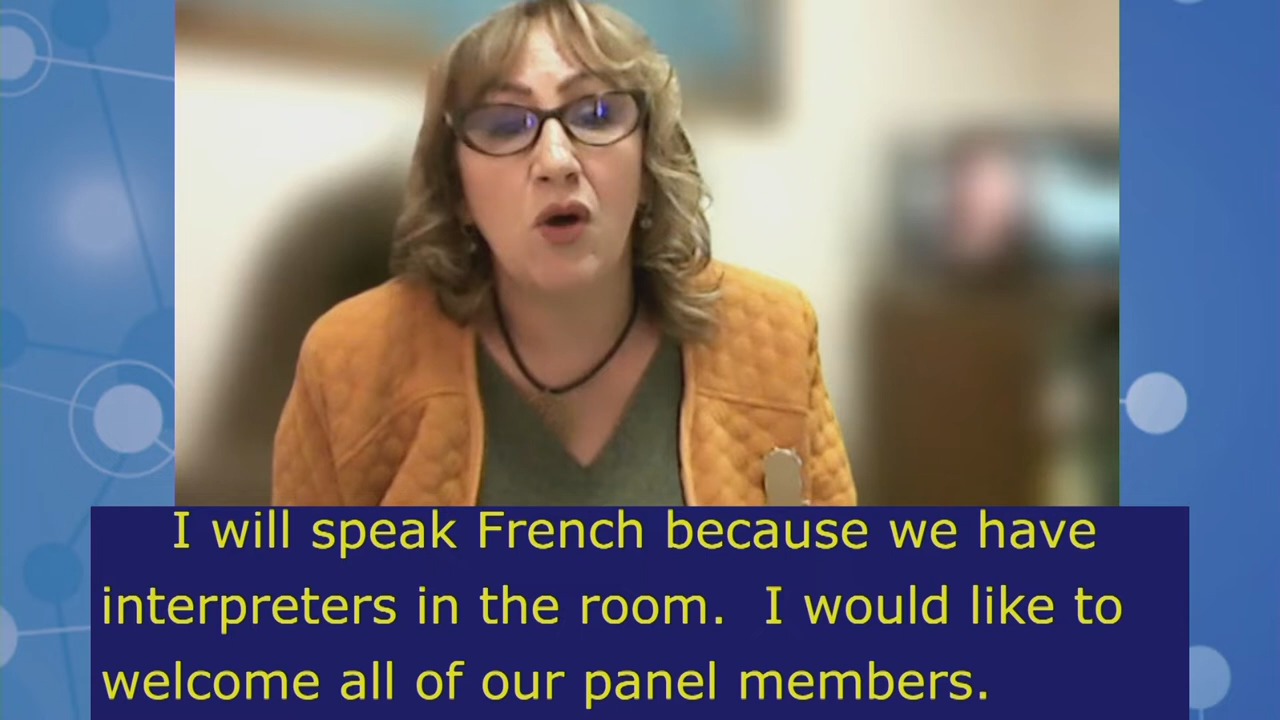 I will speak French because we have
interpreters in the room.  I would like to
welcome all of our panel members.